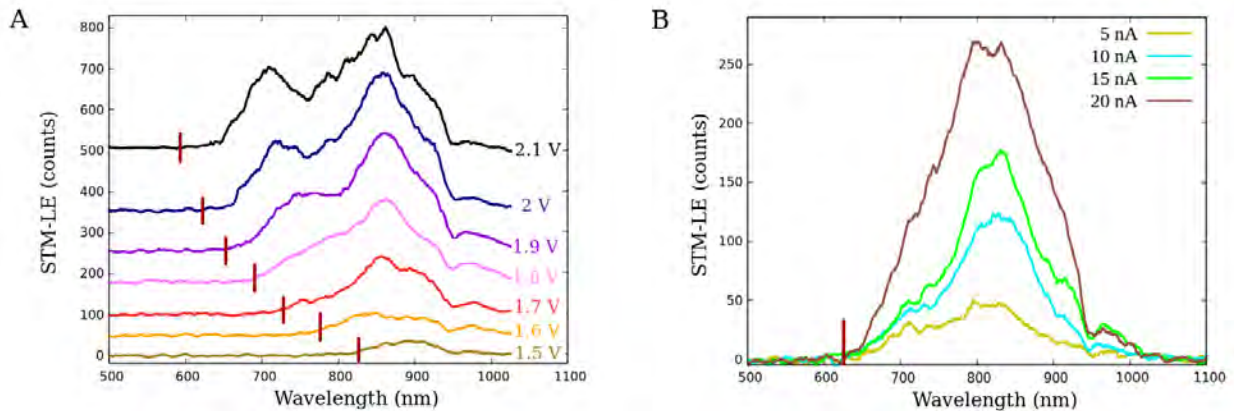 A
STM-LE (counts)
800
700
600
500
400
300
200
100
0
2.1 V
2 V
1.9 V
1.8 V
1.7 V
1.6 V
1.5 V
500 600 700 800 900 1000 1100
Wavelength (nm)
B
STM-LE (counts)
250
200
150
100
50
0
5 nA
10 nA
15 nA
20 nA
500 600 700 800 900 1000 1100
Wavelength (nm)